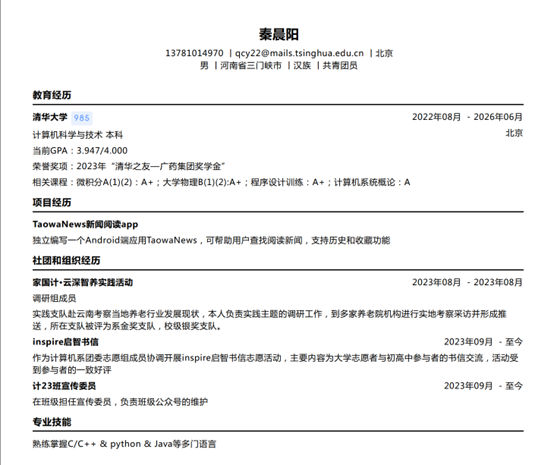 秦晨阳
13781014970 | qcy22@mails.tsinghua.edu.cn | 北京
男 | 河南省三门峡市 | 汉族 | 共青团员
教育经历
清华大学 985 2022年08月 - 2026年06月
计算机科学与技术 本科 北京
当前GPA：3.947/4.000
荣誉奖项：2023年“清华之友—广药集团奖学金”
相关课程：微积分A(1)(2)：A+；大学物理B(1)(2):A+；程序设计训练：A+；计算机系统概论：A
项目经历
TaowaNews新闻阅读app
独立编写一个Android端应用TaowaNews，可帮助用户查找阅读新闻，支持历史和收藏功能
社团和组织经历
家国计·云深智养实践活动 2023年08月 - 2023年08月
调研组成员
实践支队赴云南考察当地养老行业发展现状，本人负责实践主题的调研工作，到多家养老院机构进行实地考察采访并形成推
送，所在支队被评为系金奖支队，校级银奖支队。
inspire启智书信 2023年09月 - 至今
作为计算机系团委志愿组成员协调开展inspire启智书信志愿活动，主要内容为大学志愿者与初高中参与者的书信交流，活动受
到参与者的一致好评
计23班宣传委员 2023年09月 - 至今
在班级担任宣传委员，负责班级公众号的维护
专业技能
熟练掌握C/C++ & python & Java等多门语言